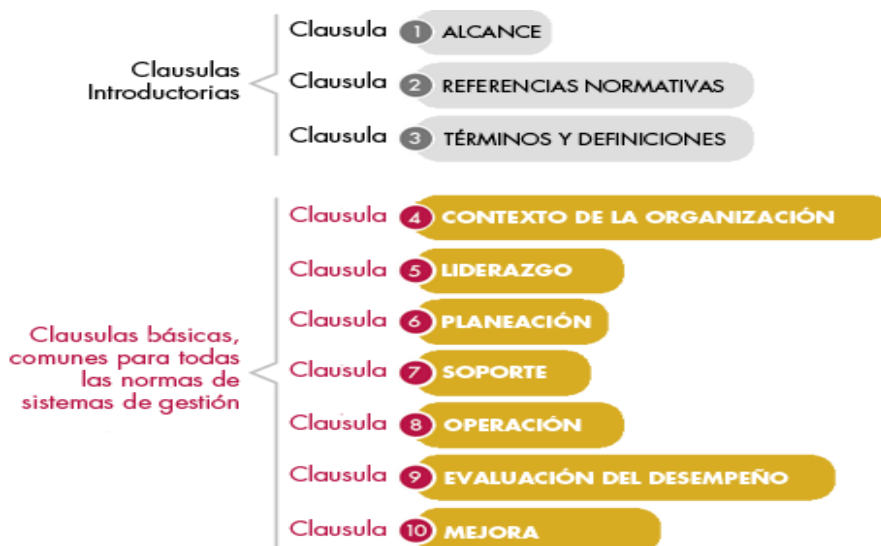 Clausulas
Introductorias
Clausula 1 ALCANCE
Clausula 2 REFERENCIAS NORMATIVAS
Clausula 3 TÉRMINOS Y DEFINICIONES
Clausulas básicas,
comunes para todas
las normas de
sistemas de gestión
Clausula 4 CONTEXTO DE LA ORGANIZACIÓN
Clausula 5 LIDERAZGO
Clausula 6 PLANEACIÓN
Clausula 7 SOPORTE
Clausula 8 OPERACIÓN
Clausula 9 EVALUACIÓN DEL DESEMPEÑO
Clausula 10 MEJORA